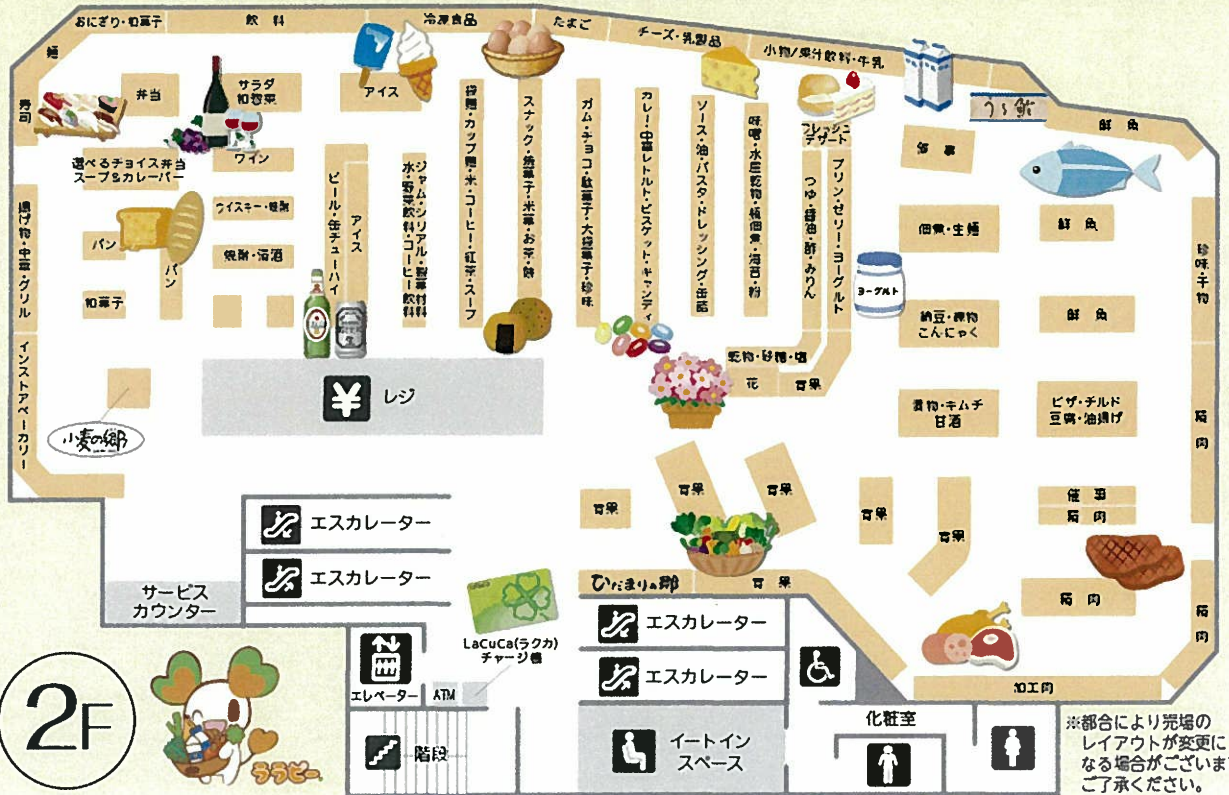 おにぎり・和菓子
飲料
冷凍食品
たまご
チーズ・乳製品
小物/果汁飲料・牛乳
麺
寿司
弁当
サラダ
和惣菜
アイス
選べるチョイス弁当
スープ&カレーバー
ワイン
ウイスキー・焼酎
焼酎・清酒
パン
パン
和菓子
揚げ物・中華・グリル
インストアベーカリー
小麦の郷
ビール・缶チューハイ
アイス
ジャム・シリアル・製菓材料
水・野菜飲料・コーヒー飲料
袋麺・カップ麺・米・コーヒー・紅茶・スープ
スナック・焼菓子・米菓・お茶・餅
ガム・チョコ・駄菓子・大袋菓子・珍味
カレー・中華レトルト・ビスケット・キャンディ
ソース・油・パスタ・ドレッシング・缶詰
味噌・水産乾物・瓶佃煮・海苔・粉
フレッシュ
デザート
つゆ・醤油・酢・みりん
プリン・ゼリー・ヨーグルト
ヨーグルト
乾物・砂糖・塩
花
青果
鮮魚
催事
佃煮・生麺
鮮魚
納豆・練物
こんにゃく
鮮魚
漬物・キムチ
甘酒
ピザ・チルド
豆腐・油揚げ
珍味・干物
精肉
催事
精肉
精肉
精肉
加工肉
¥
レジ
青果
青果
青果
青果
青果
ひだまりの郷
青果
エスカレーター
エスカレーター
サービス
カウンター
エスカレーター
エスカレーター
LaCuCa(ラクカ)
チャージ機
エレベーター
ATM
階段
イートイン
スペース
化粧室
2F
ララピー
※都合により売場の
レイアウトが変更に
なる場合がございます
ご了承ください。